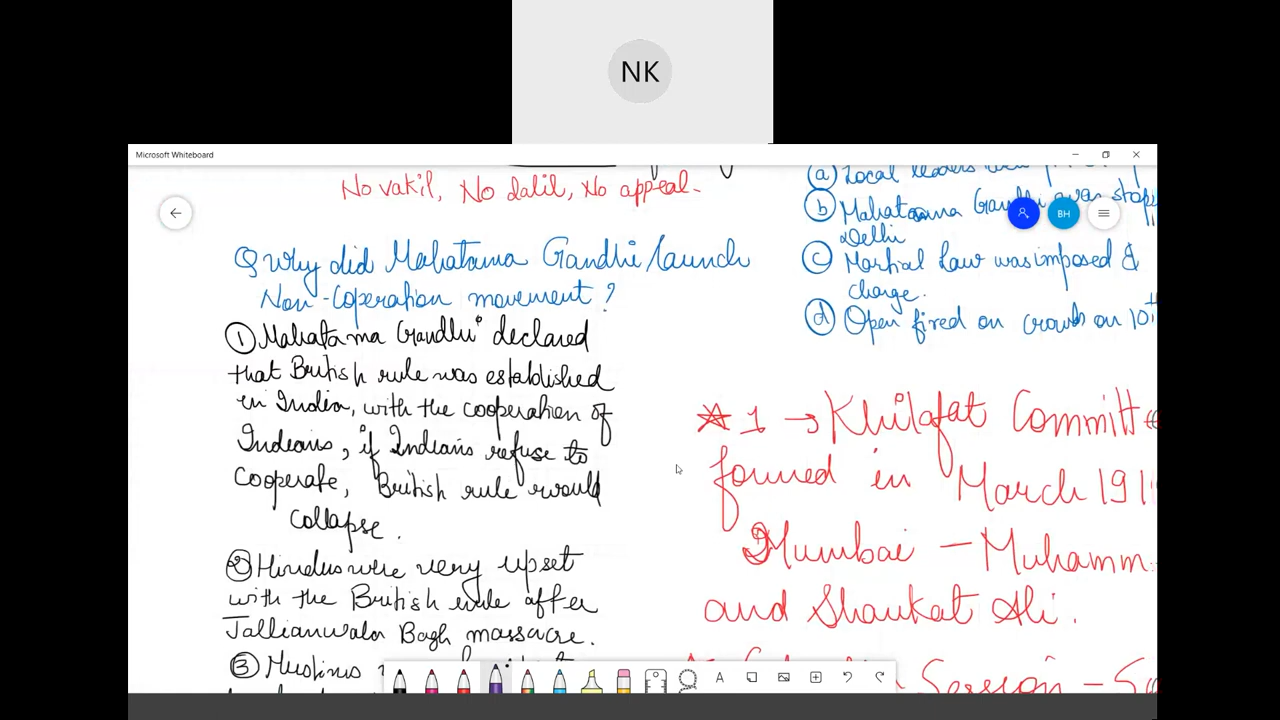 NK
Microsoft Whiteboard
No vakil, No dalil, No appeal.
BH
Q Why did Mahatama Gandhi launch
Non-Coperation movement?
① Mahatama Gandhi declared
that British rule was established
in India, with the cooperation of
Indians, if Indians refuse to
cooperate, British rule would
collapse.
② Hindus were very upset
with the British rule after
Jallianwala Bagh massacre.
③ Muslims
ⓐ Local leaders
ⓑ Mahatama Gandhi was
Delhi
ⓒ Martial Law was imposed &
charge.
ⓓ Open fired on crowd on 10th
1 → Khilafat Committe
formed in March 191
Mumbai - Muhamm
and Shaukat Ali.
Session -